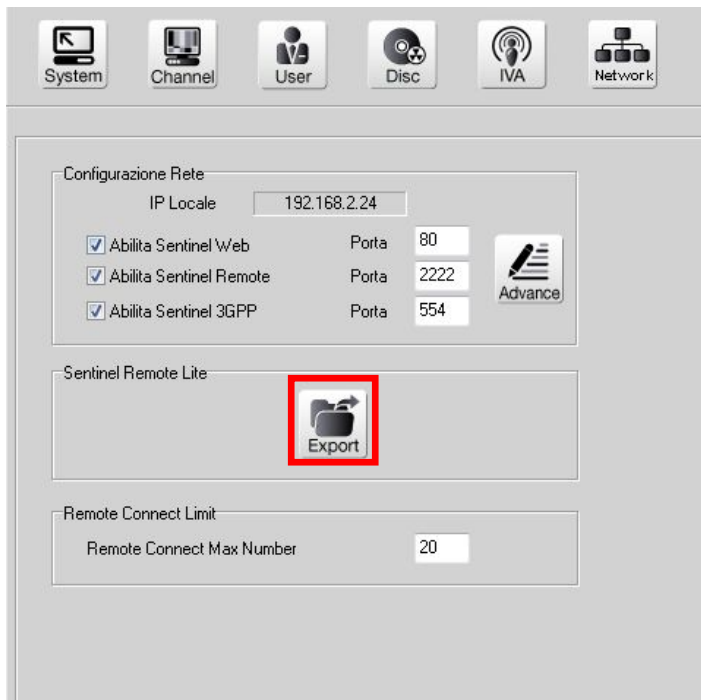 System Channel User Disc IVA Network
Configurazione Rete
IP Locale 192.168.2.24
Abilita Sentinel Web Porta 80
Abilita Sentinel Remote Porta 2222
Advance
Abilita Sentinel 3GPP Porta 554
Sentinel Remote Lite
Export
Remote Connect Limit
Remote Connect Max Number 20